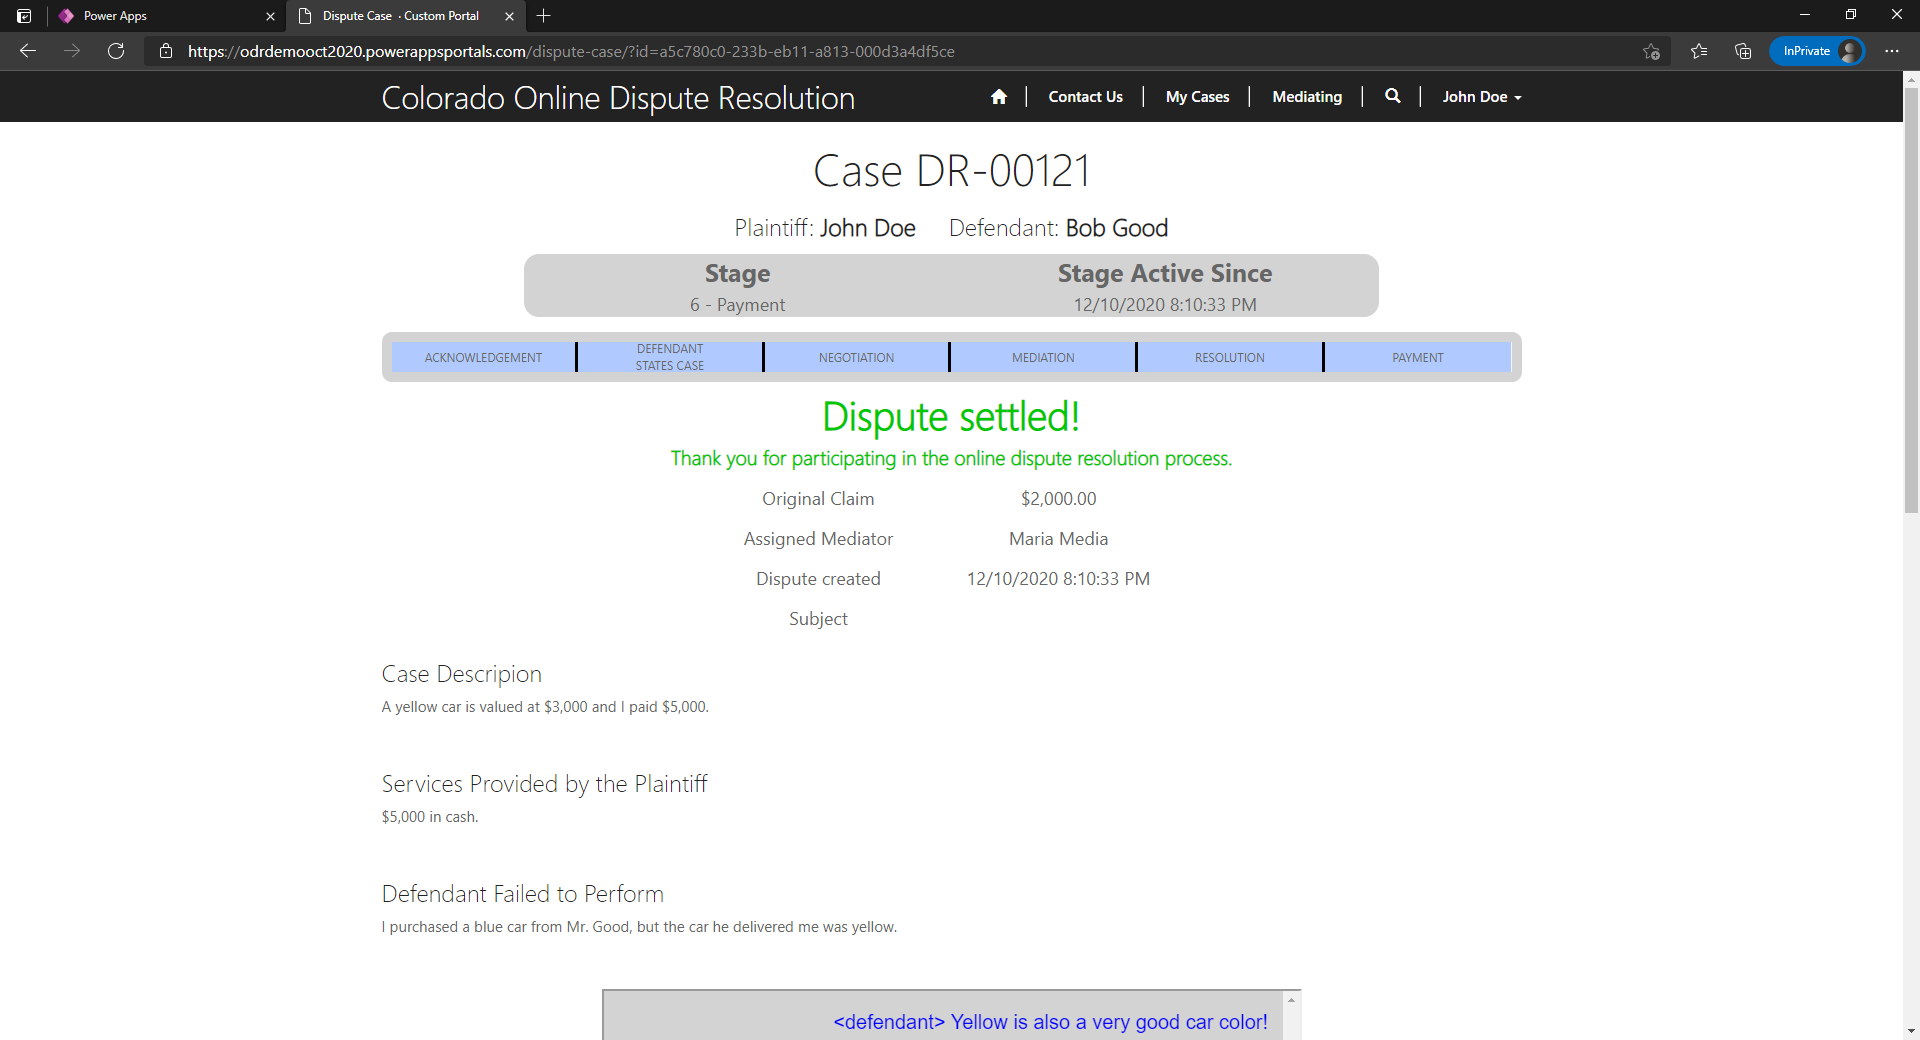 Power Apps
Dispute Case · Custom Portal
https://odrdemooct2020.powerappsportals.com/dispute-case/?id=a5c780c0-233b-eb11-a813-000d3a4df5ce
InPrivate
Colorado Online Dispute Resolution
Contact Us
My Cases
Mediating
John Doe
Case DR-00121
Plaintiff: John Doe Defendant: Bob Good
Stage
Stage Active Since
6 - Payment
12/10/2020 8:10:33 PM
ACKNOWLEDGEMENT
DEFENDANT
STATES CASE
NEGOTIATION
MEDIATION
RESOLUTION
PAYMENT
Dispute settled!
Thank you for participating in the online dispute resolution process.
Original Claim $2,000.00
Assigned Mediator Maria Media
Dispute created 12/10/2020 8:10:33 PM
Subject
Case Descripion
A yellow car is valued at $3,000 and I paid $5,000.
Services Provided by the Plaintiff
$5,000 in cash.
Defendant Failed to Perform
I purchased a blue car from Mr. Good, but the car he delivered me was yellow.
<defendant> Yellow is also a very good car color!